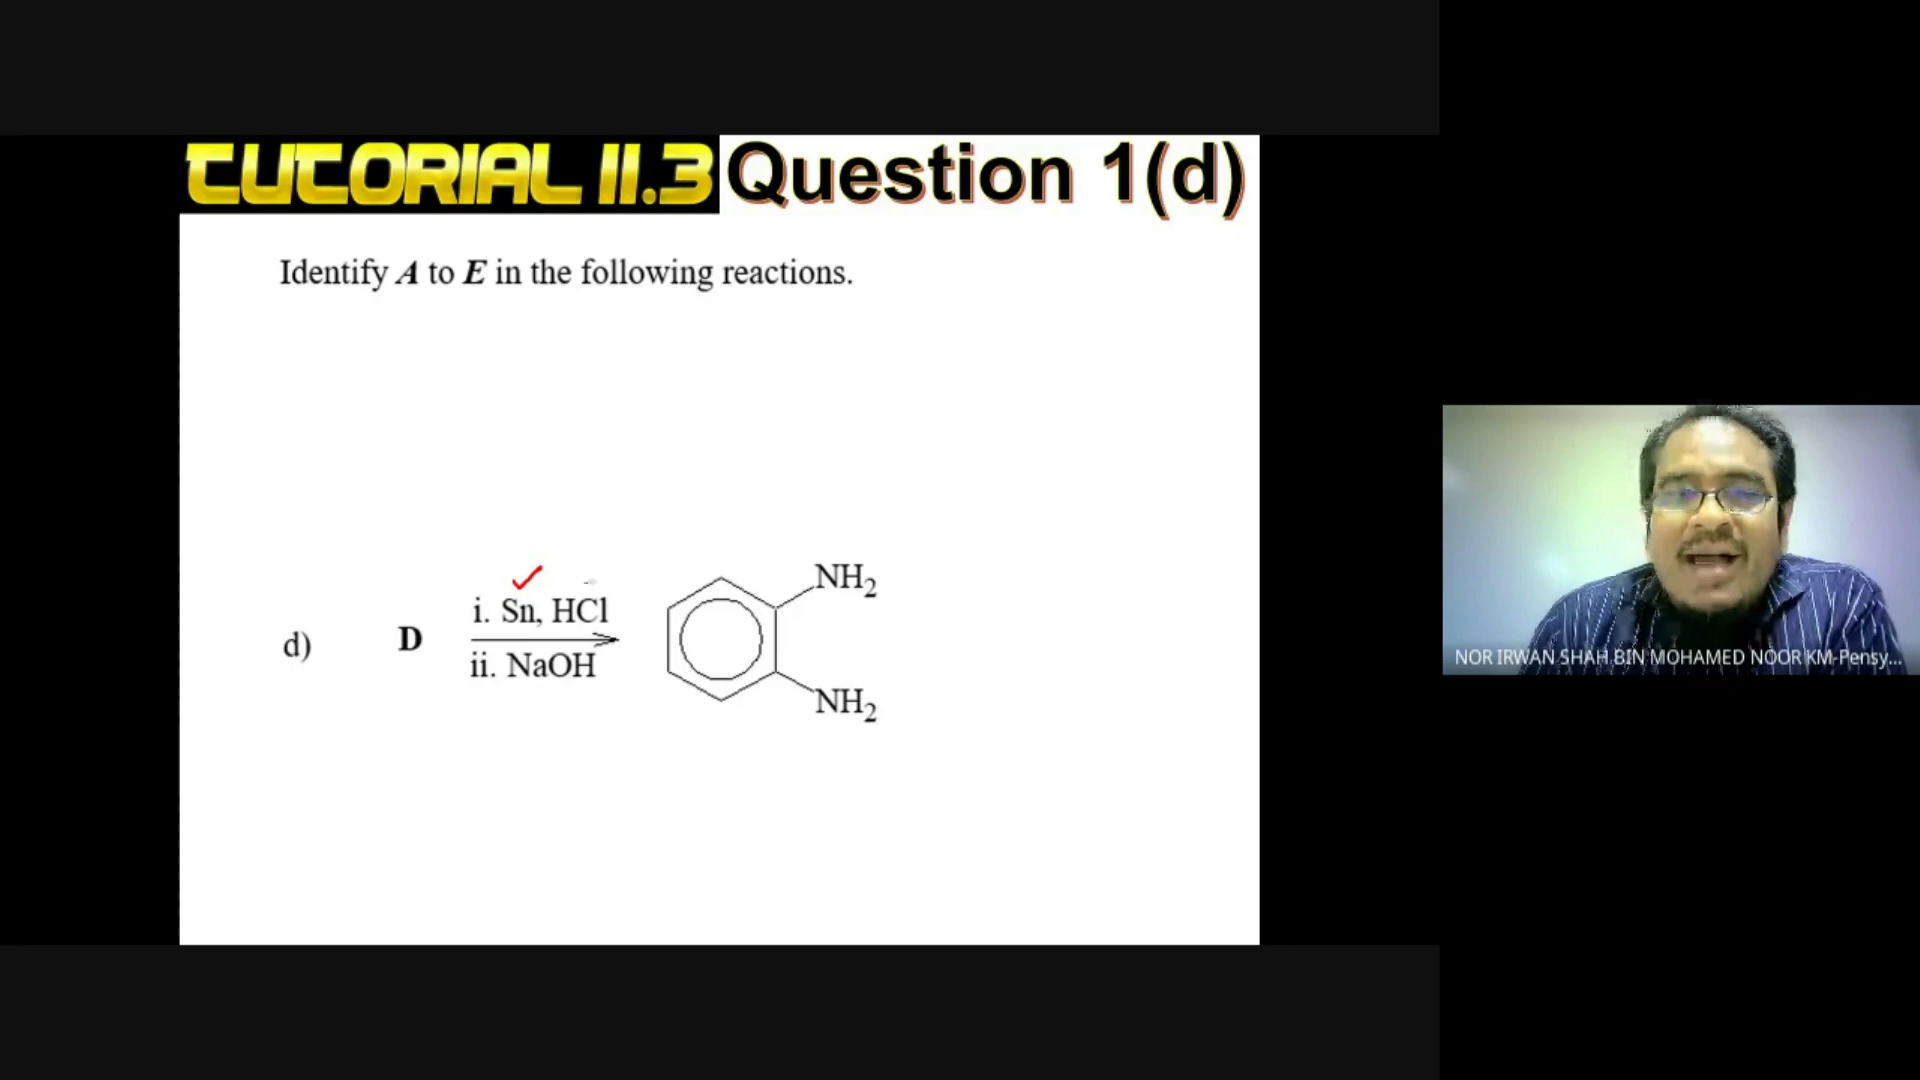 TUTORIAL 11.3 Question 1(d)
Identify A to E in the following reactions.
d) D i. Sn, HCl
ii. NaOH
NH2
NH2
NOR IRWAN SHAH BIN MOHAMED NOOR KM-Pensy...